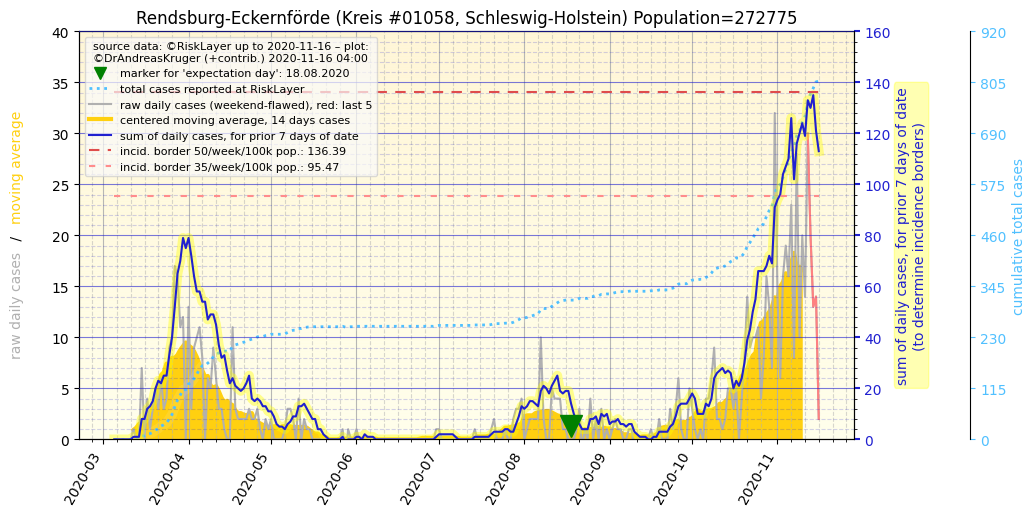 Rendsburg-Eckernförde (Kreis #01058, Schleswig-Holstein) Population=272775
source data: ©RiskLayer up to 2020-11-16 – plot:
©DrAndreasKruger (+contrib.) 2020-11-16 04:00
marker for 'expectation day': 18.08.2020
total cases reported at RiskLayer
raw daily cases (weekend-flawed), red: last 5
centered moving average, 14 days cases
sum of daily cases, for prior 7 days of date
incid. border 50/week/100k pop.: 136.39
incid. border 35/week/100k pop.: 95.47
raw daily cases / moving average
40
35
30
25
20
15
10
5
0
2020-03
2020-04
2020-05
2020-06
2020-07
2020-08
2020-09
2020-10
2020-11
160
140
120
100
80
60
40
20
0
sum of daily cases, for prior 7 days of date
(to determine incidence borders)
920
805
690
575
460
345
230
115
0
cumulative total cases